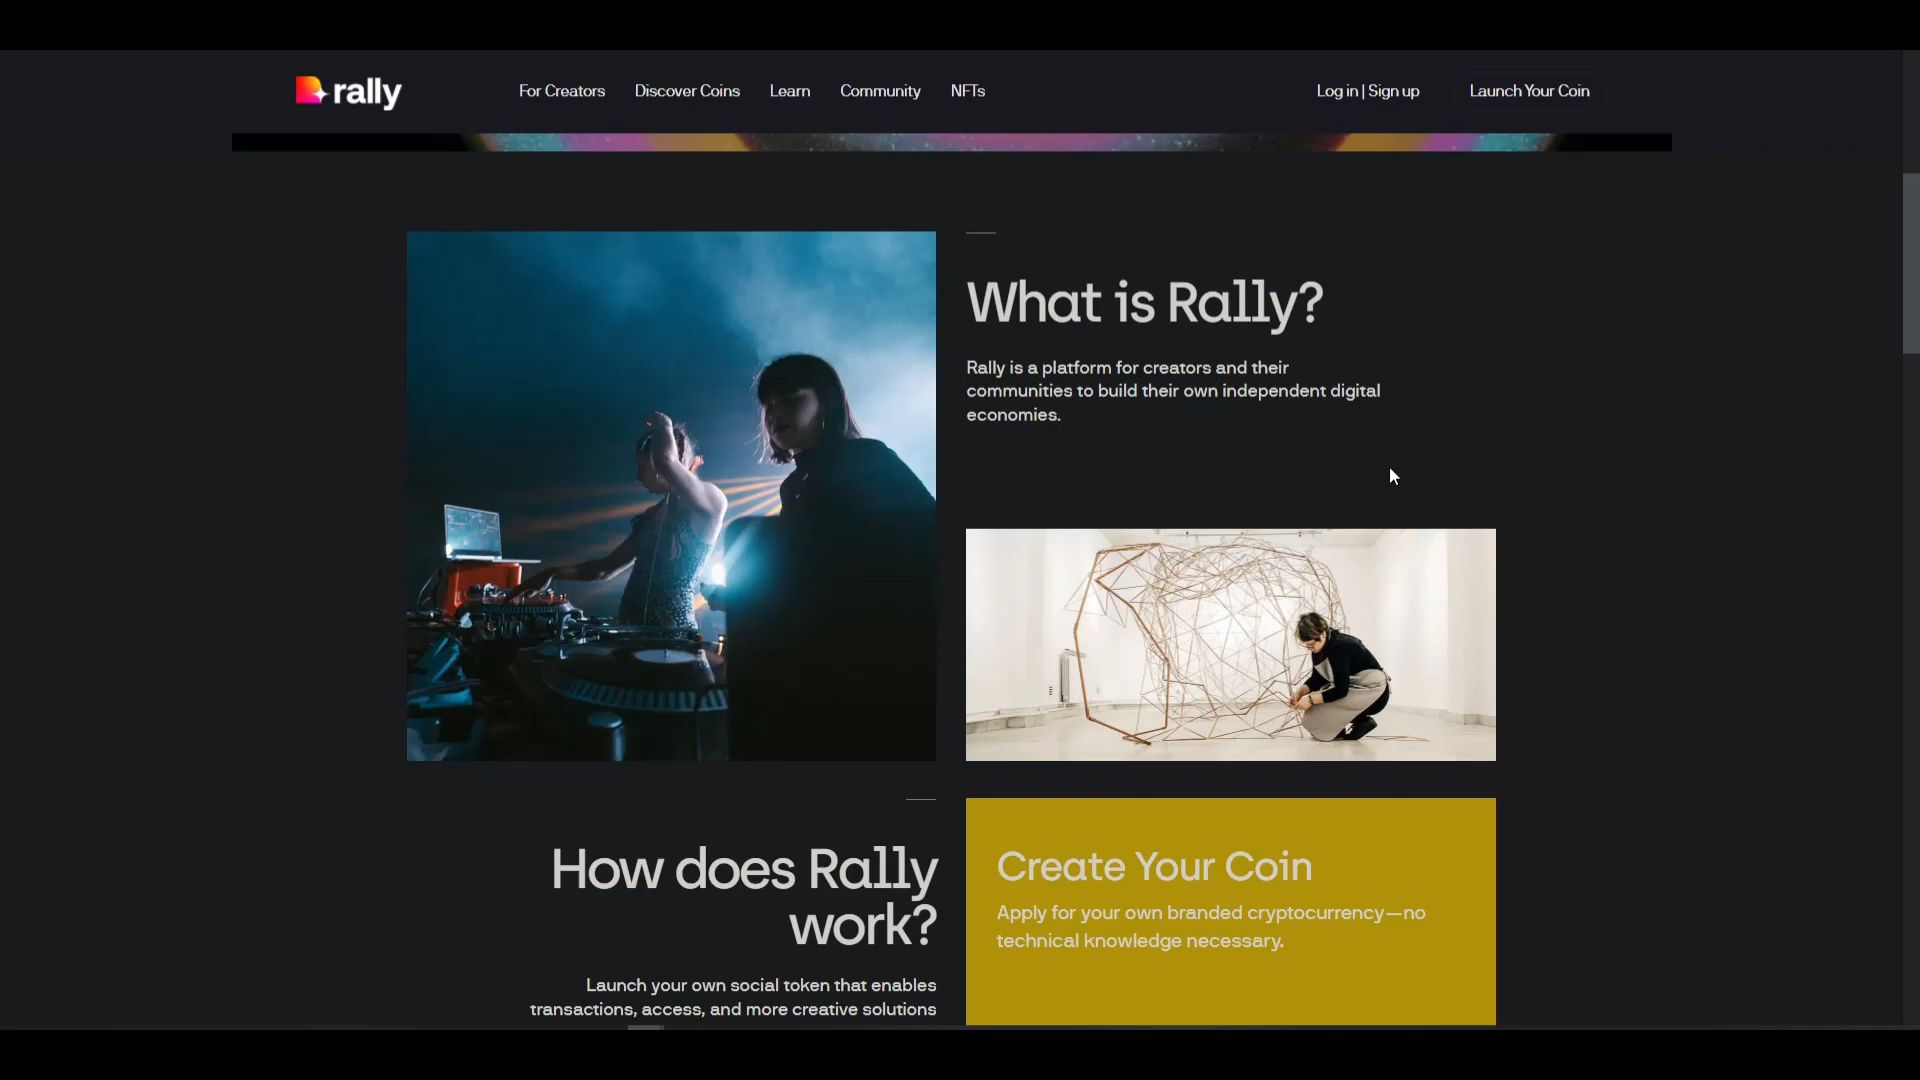 rally
For Creators
Discover Coins
Learn
Community
NFTs
Log in | Sign up
Launch Your Coin
What is Rally?
Rally is a platform for creators and their
communities to build their own independent digital
economies.
How does Rally
work?
Launch your own social token that enables
transactions, access, and more creative solutions
Create Your Coin
Apply for your own branded cryptocurrency—no
technical knowledge necessary.